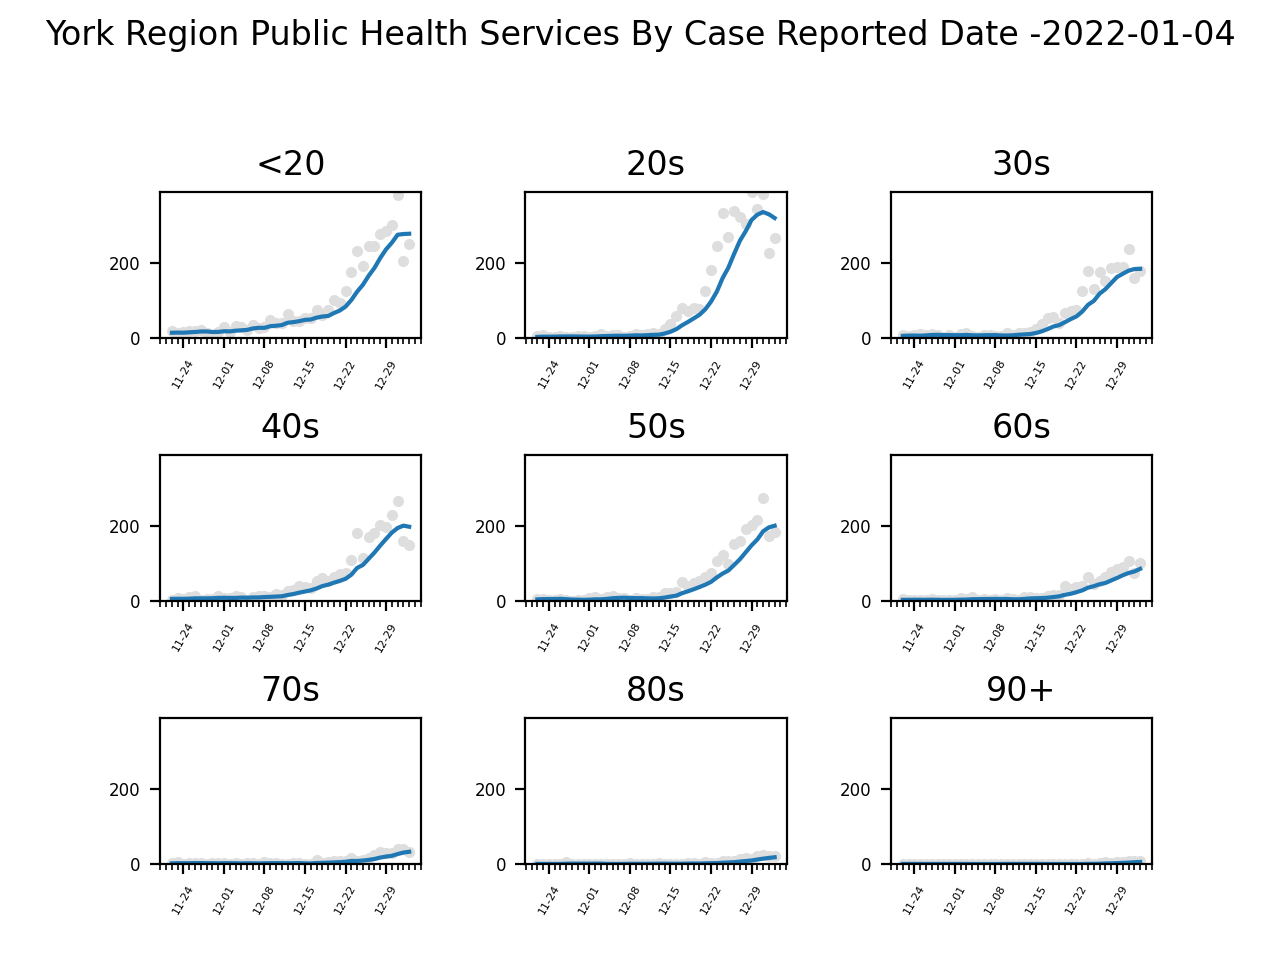 York Region Public Health Services By Case Reported Date -2022-01-04
<20 20s 30s
200 200 200
0 0 0
11-24 12-01 12-08 12-15 12-22 12-29 11-24 12-01 12-08 12-15 12-22 12-29 11-24 12-01 12-08 12-15 12-22 12-29
40s 50s 60s
200 200 200
0 0 0
11-24 12-01 12-08 12-15 12-22 12-29 11-24 12-01 12-08 12-15 12-22 12-29 11-24 12-01 12-08 12-15 12-22 12-29
70s 80s 90+
200 200 200
0 0 0
11-24 12-01 12-08 12-15 12-22 12-29 11-24 12-01 12-08 12-15 12-22 12-29 11-24 12-01 12-08 12-15 12-22 12-29